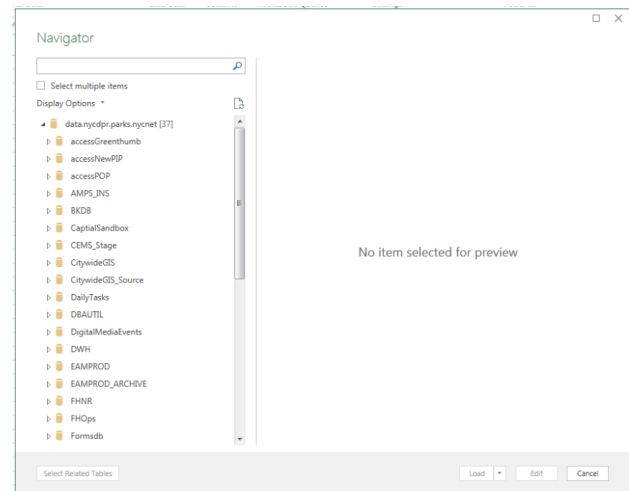 Navigator
Select multiple items
Display Options
data.nycdpr.parks.nycnet [37]
accessGreenthumb
accessNewPIP
accessPOP
AMPS_INS
BKDB
CaptialSandbox
CEMS_Stage
CitywideGIS
CitywideGIS_Source
DailyTasks
DBAUTIL
DigitalMediaEvents
DWH
EAMPROD
EAMPROD_ARCHIVE
FHNR
FHOps
Formsdb
No item selected for preview
Select Related Tables
Load
Edit
Cancel